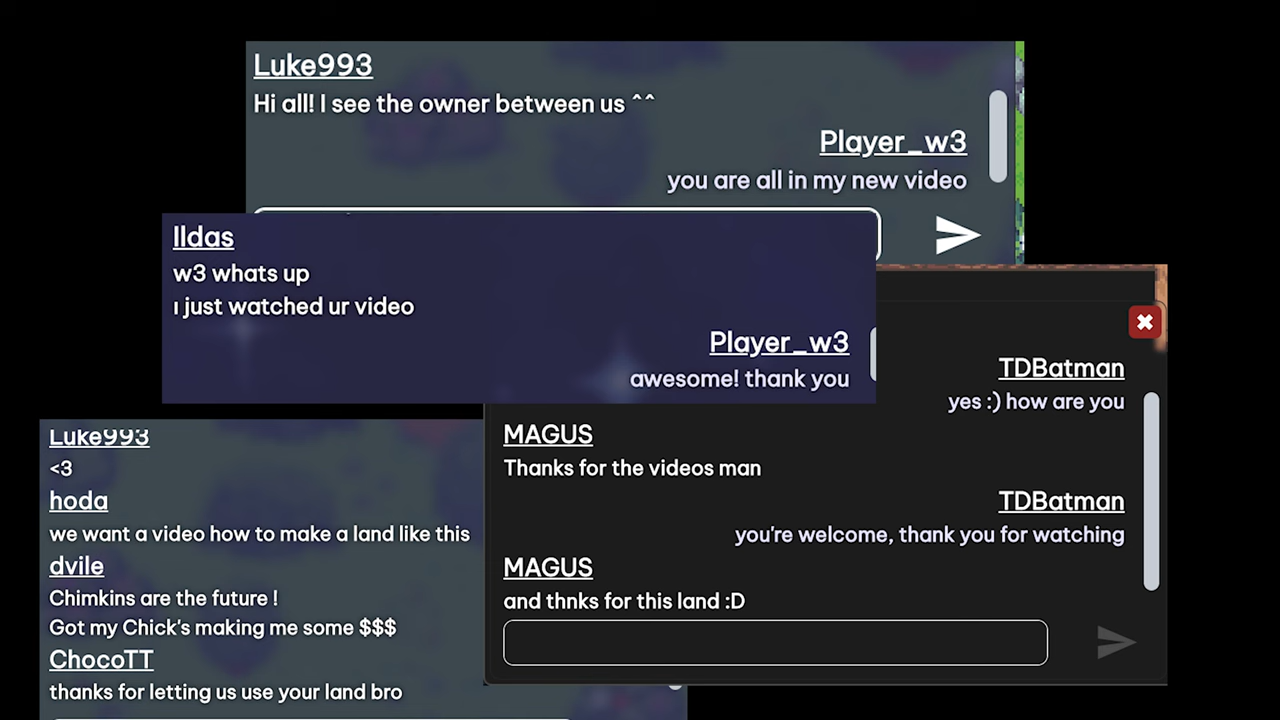 Luke993
Hi all! I see the owner between us ^^
Player_w3
you are all in my new video
lldas
w3 whats up
ı just watched ur video
Player_w3
awesome! thank you
TDBatman
yes :) how are you
MAGUS
Thanks for the videos man
TDBatman
you're welcome, thank you for watching
MAGUS
and thnks for this land :D
Luke993
<3
hoda
we want a video how to make a land like this
dvile
Chimkins are the future !
Got my Chick's making me some $$$
ChocoTT
thanks for letting us use your land bro